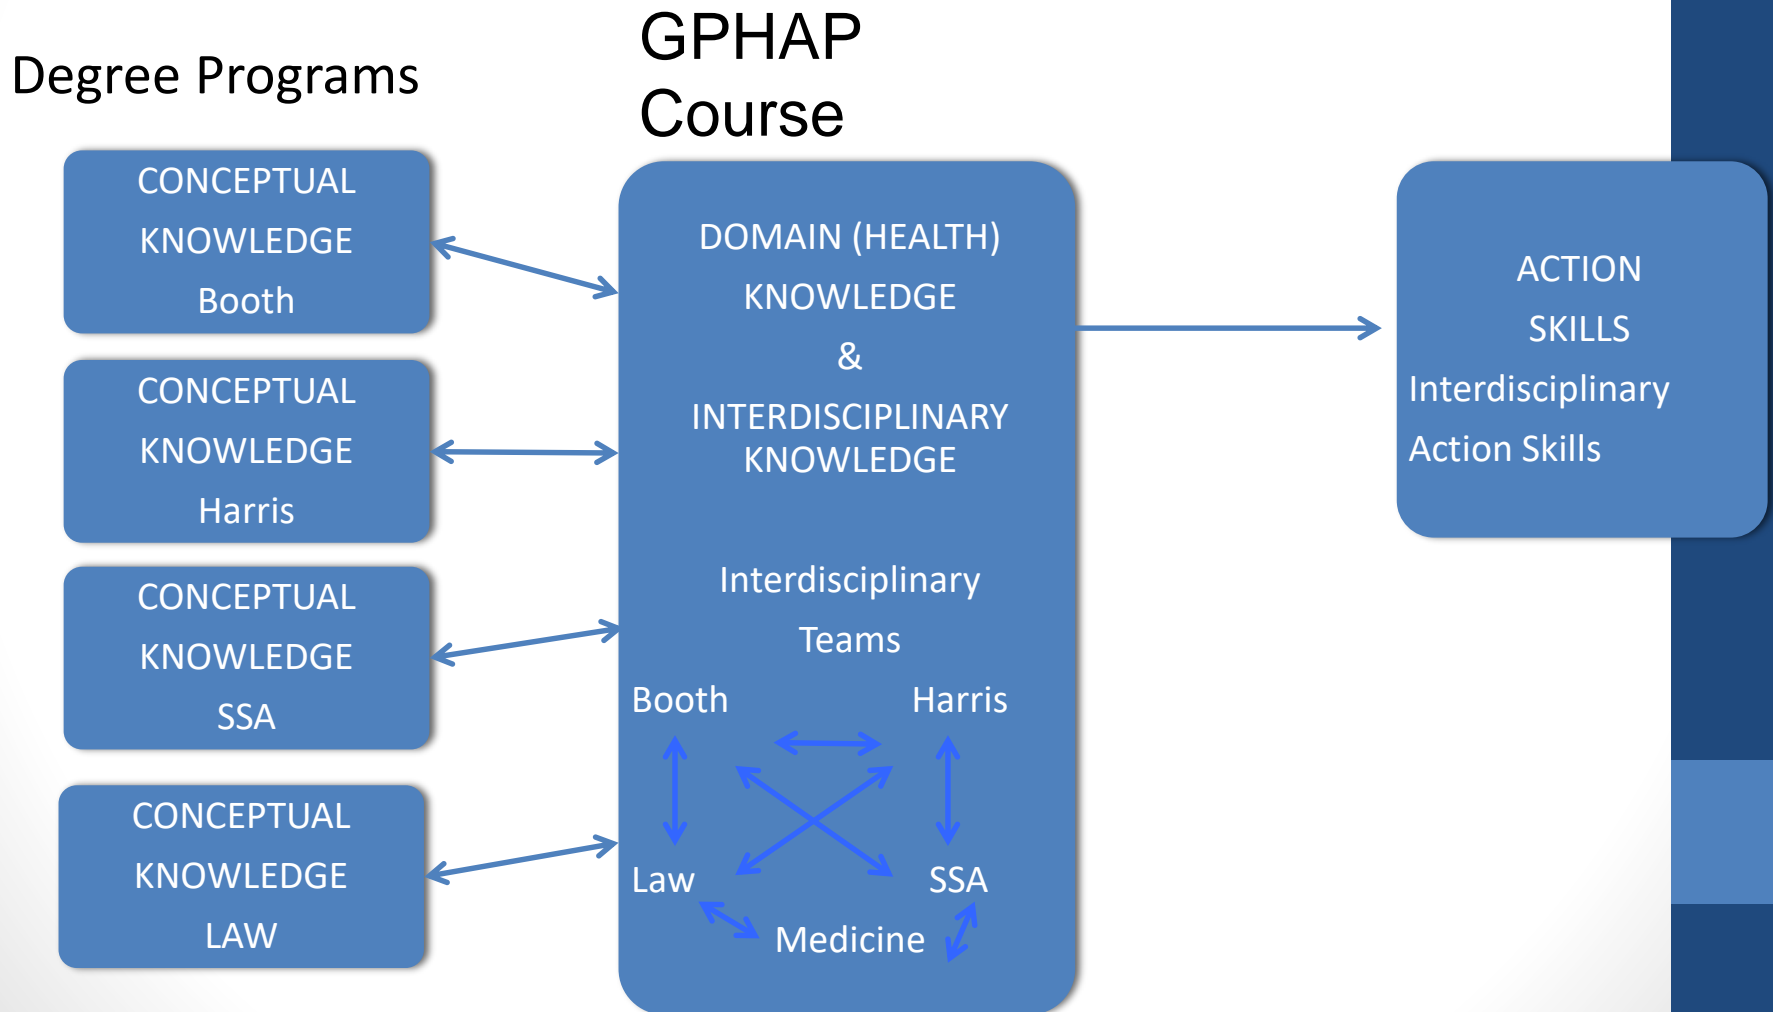 Degree Programs
GPHAP
Course
CONCEPTUAL
KNOWLEDGE
Booth
CONCEPTUAL
KNOWLEDGE
Harris
CONCEPTUAL
KNOWLEDGE
SSA
CONCEPTUAL
KNOWLEDGE
LAW
DOMAIN (HEALTH)
KNOWLEDGE
&
INTERDISCIPLINARY
KNOWLEDGE
Interdisciplinary
Teams
Booth Harris
Law SSA
Medicine
ACTION
SKILLS
Interdisciplinary
Action Skills